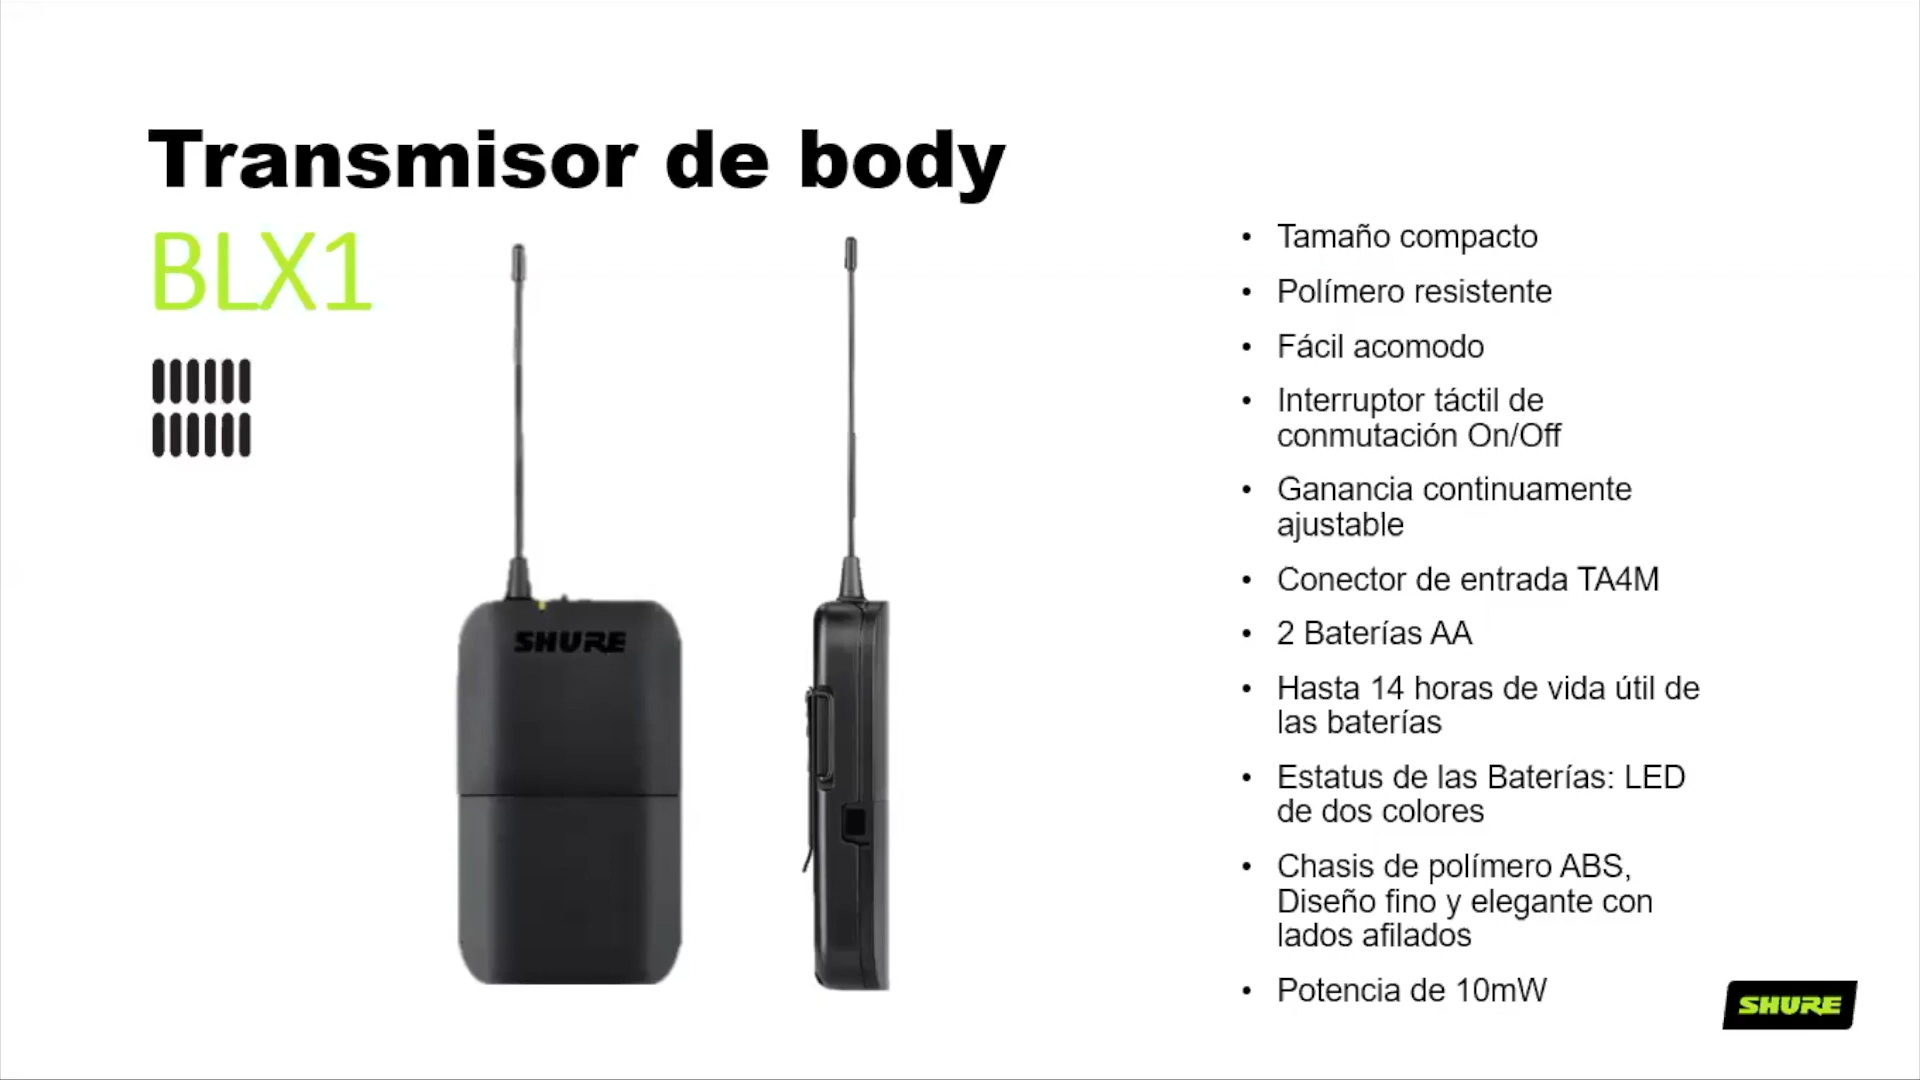 Transmisor de body
BLX1
SHURE
• Tamaño compacto
• Polímero resistente
• Fácil acomodo
• Interruptor táctil de
conmutación On/Off
• Ganancia continuamente
ajustable
• Conector de entrada TA4M
• 2 Baterías AA
• Hasta 14 horas de vida útil de
las baterías
• Estatus de las Baterías: LED
de dos colores
• Chasis de polímero ABS,
Diseño fino y elegante con
lados afilados
• Potencia de 10mW
SHURE